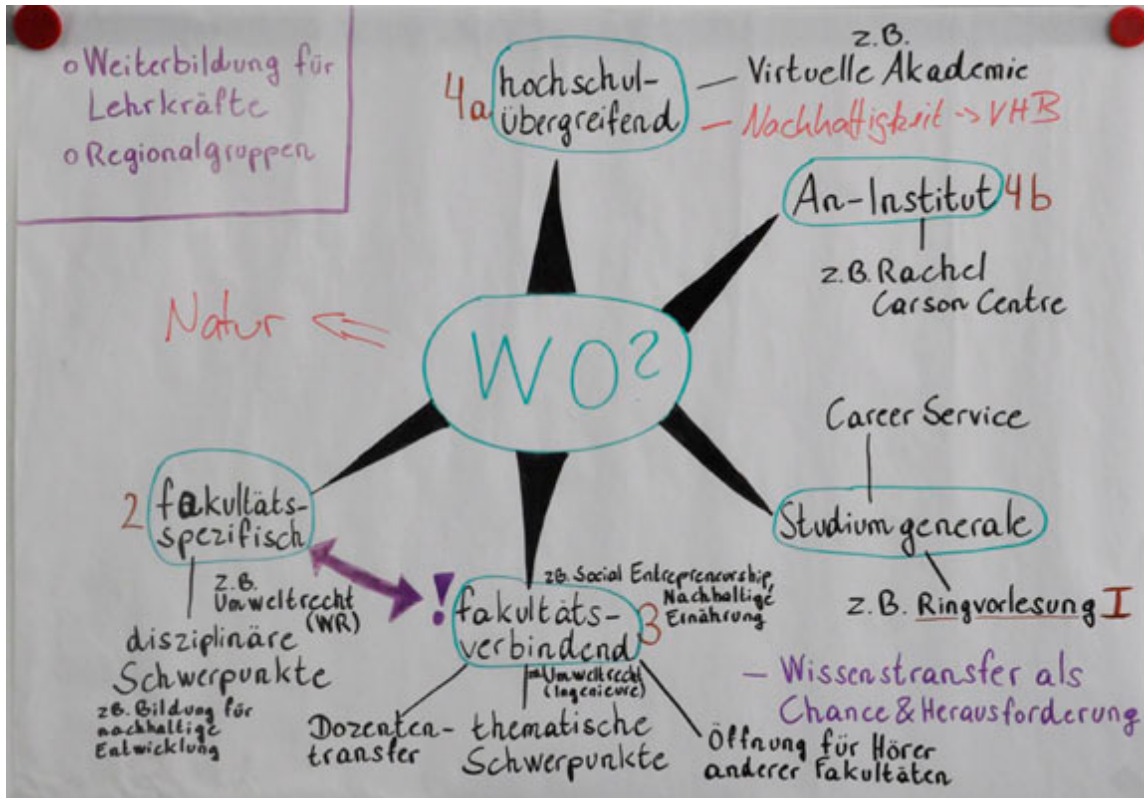 o Weiterbildung für
Lehrkräfte
o Regionalgruppen
4a hochschul-
übergreifend
z.B.
– Virtuelle Akademie
– Nachhaltigkeit -> VHB
An-Institut 4b
z.B. Rachel
Carson Centre
Natur
WO?
Career Service
Studium generale
z.B. Ringvorlesung I
– Wissenstransfer als
Chance & Herausforderung
2 fakultäts-
spezifisch
z.B.
Umweltrecht
(WR)
disziplinäre
Schwerpunkte
zB. Bildung für
nachhaltige
Entwicklung
! fakultäts-
verbindend 3
zB. Social Entrepreneurship,
Nachhaltige
Ernährung
Umweltrecht
(Ingenieure)
Dozenten-
transfer
thematische
Schwerpunkte
Öffnung für Hörer
anderer Fakultäten